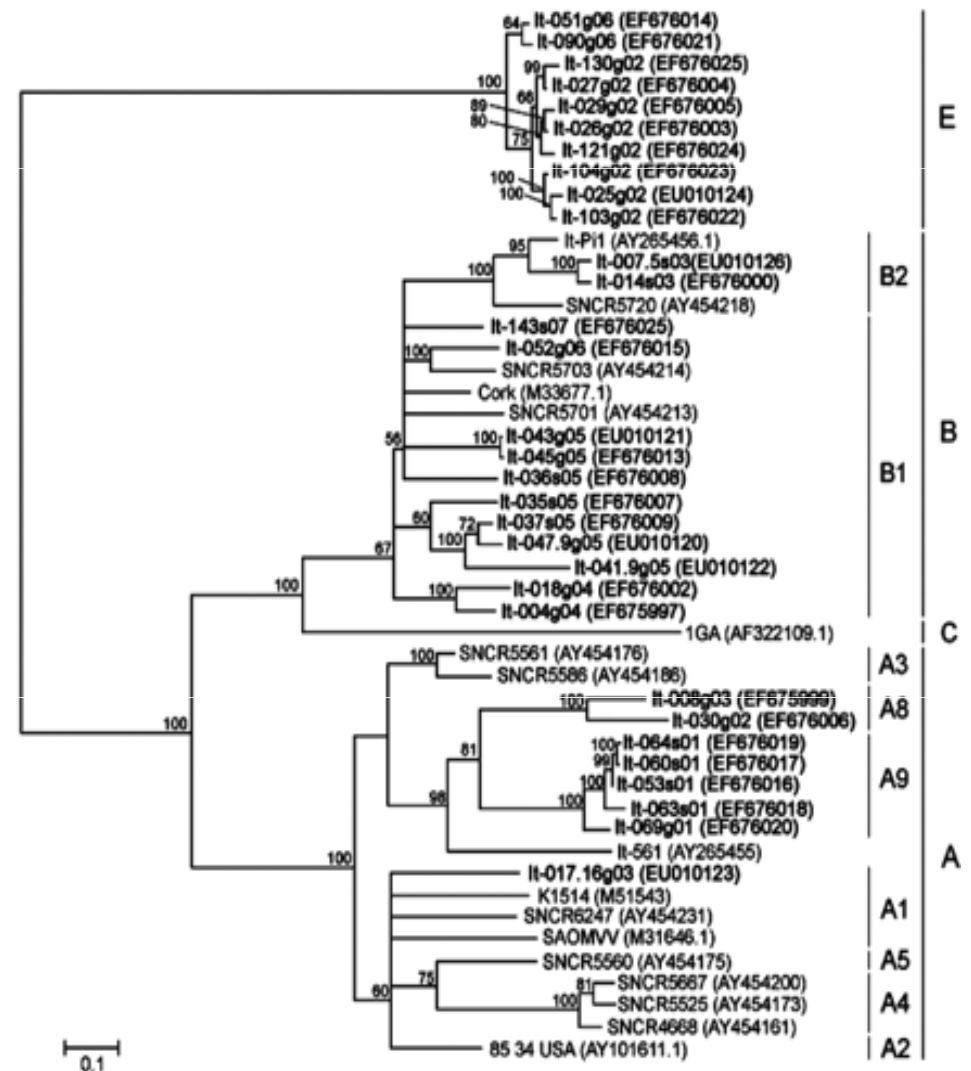 64 It-051g06 (EF676014)
It-090g06 (EF676021)
99 It-130g02 (EF676025)
100 It-027g02 (EF676004)
66
89 It-029g02 (EF676005)
80 It-026g02 (EF676003)
75 It-121g02 (EF676024)
E
It-104g02 (EF676023)
100
100 It-025g02 (EU010124)
It-103g02 (EF676022)
95 It-Pi1 (AY265456.1)
100 100 It-007.5s03(EU010126)
It-014s03 (EF676000)
B2
SNCR5720 (AY454218)
It-143s07 (EF676025)
100 It-052g06 (EF676015)
SNCR5703 (AY454214)
Cork (M33677.1)
SNCR5701 (AY454213)
B
56 100 It-043g05 (EU010121)
It-045g05 (EF676013)
B1
It-036s05 (EF676008)
It-035s05 (EF676007)
60 72 It-037s05 (EF676009)
67 100 It-047.9g05 (EU010120)
It-041.9g05 (EU010122)
100 100 It-018g04 (EF676002)
It-004g04 (EF675997)
1GA (AF322109.1)
C
100 SNCR5561 (AY454176)
SNCR5586 (AY454186)
A3
100 It-008g03 (EF675999)
It-030g02 (EF676006)
A8
100
81 100 It-064s01 (EF676019)
99 It-060s01 (EF676017)
100 It-053s01 (EF676016)
A9
98 100 It-063s01 (EF676018)
It-069g01 (EF676020)
100 It-561 (AY265455)
A
It-017.16g03 (EU010123)
K1514 (M51543)
SNCR6247 (AY454231)
A1
SAOMVV (M31646.1)
75 SNCR5560 (AY454175)
A5
60 81 SNCR5667 (AY454200)
100 SNCR5525 (AY454173)
A4
SNCR4668 (AY454161)
85 34 USA (AY101611.1)
A2
0.1